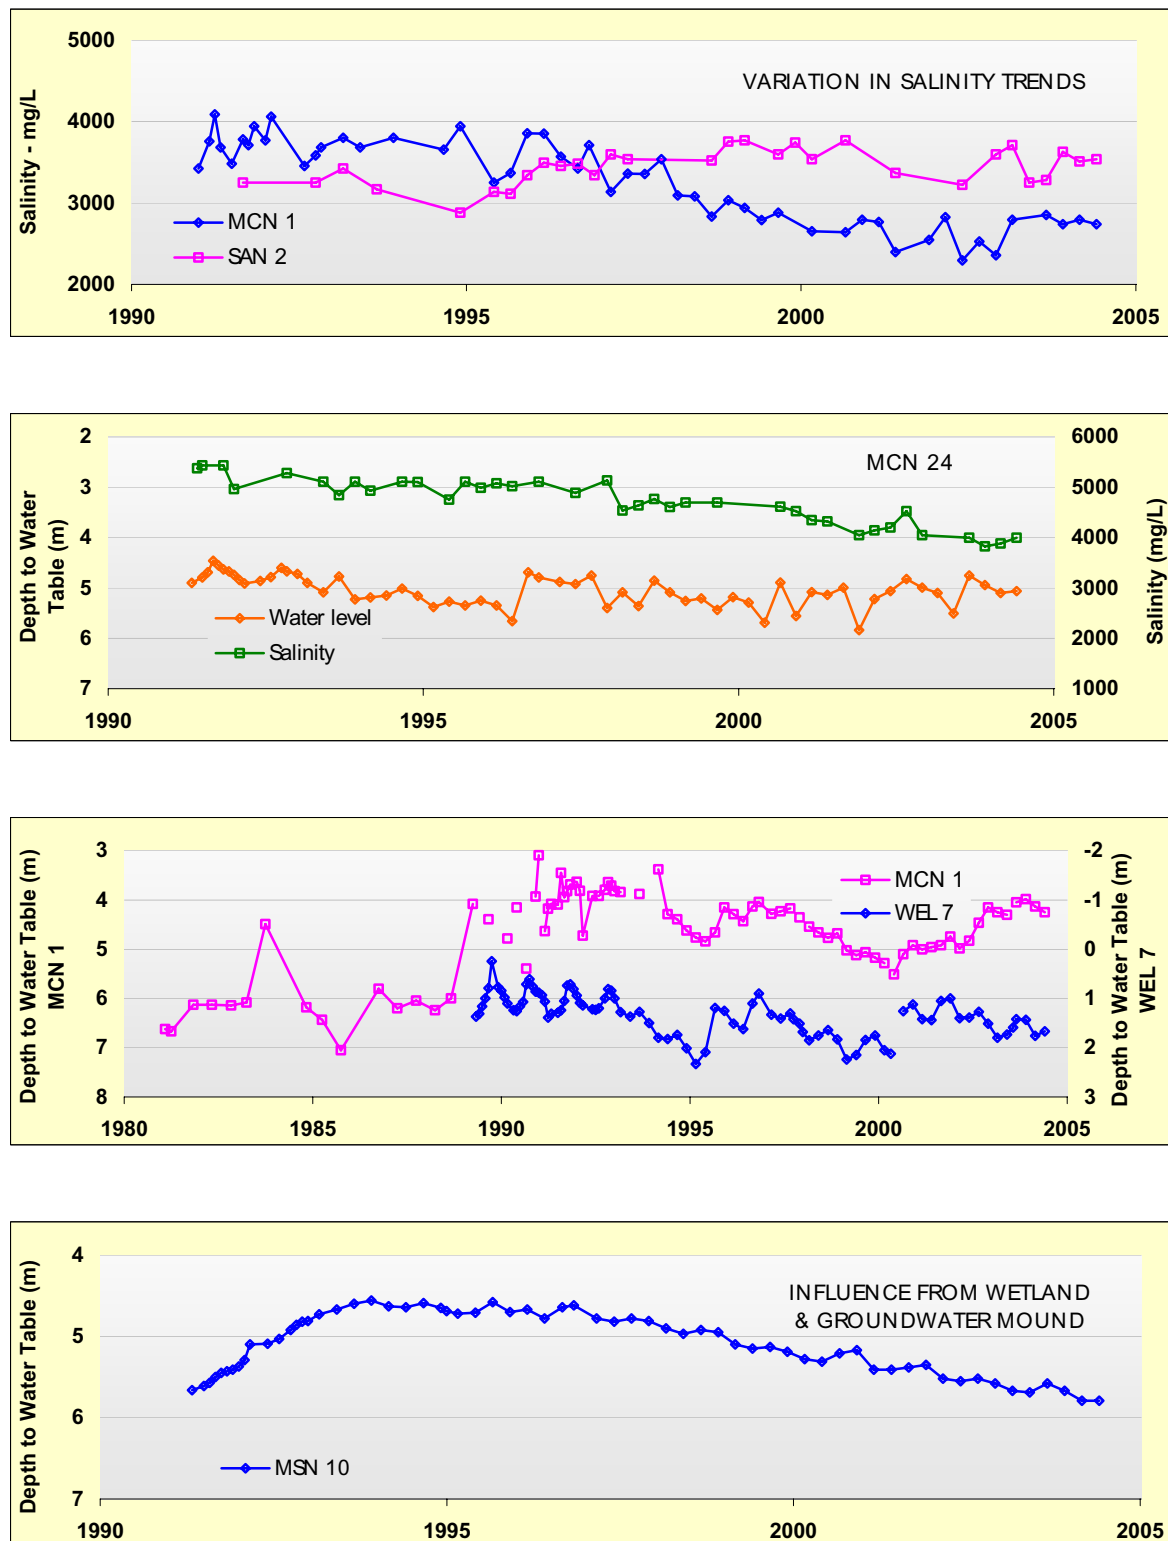 VARIATION IN SALINITY TRENDS
Salinity - mg/L
5000
4000
3000
2000
MCN 1
SAN 2
1990
1995
2000
2005
MCN 24
Depth to Water
Table (m)
2
3
4
5
6
7
Water level
Salinity
6000
5000
4000
3000
2000
1000
Salinity (mg/L)
1990
1995
2000
2005
Depth to Water Table (m)
MCN 1
3
4
5
6
7
8
MCN 1
WEL 7
-2
-1
0
1
2
3
Depth to Water Table (m)
WEL 7
1980
1985
1990
1995
2000
2005
Depth to Water Table (m)
4
5
6
7
INFLUENCE FROM WETLAND
& GROUNDWATER MOUND
MSN 10
1990
1995
2000
2005